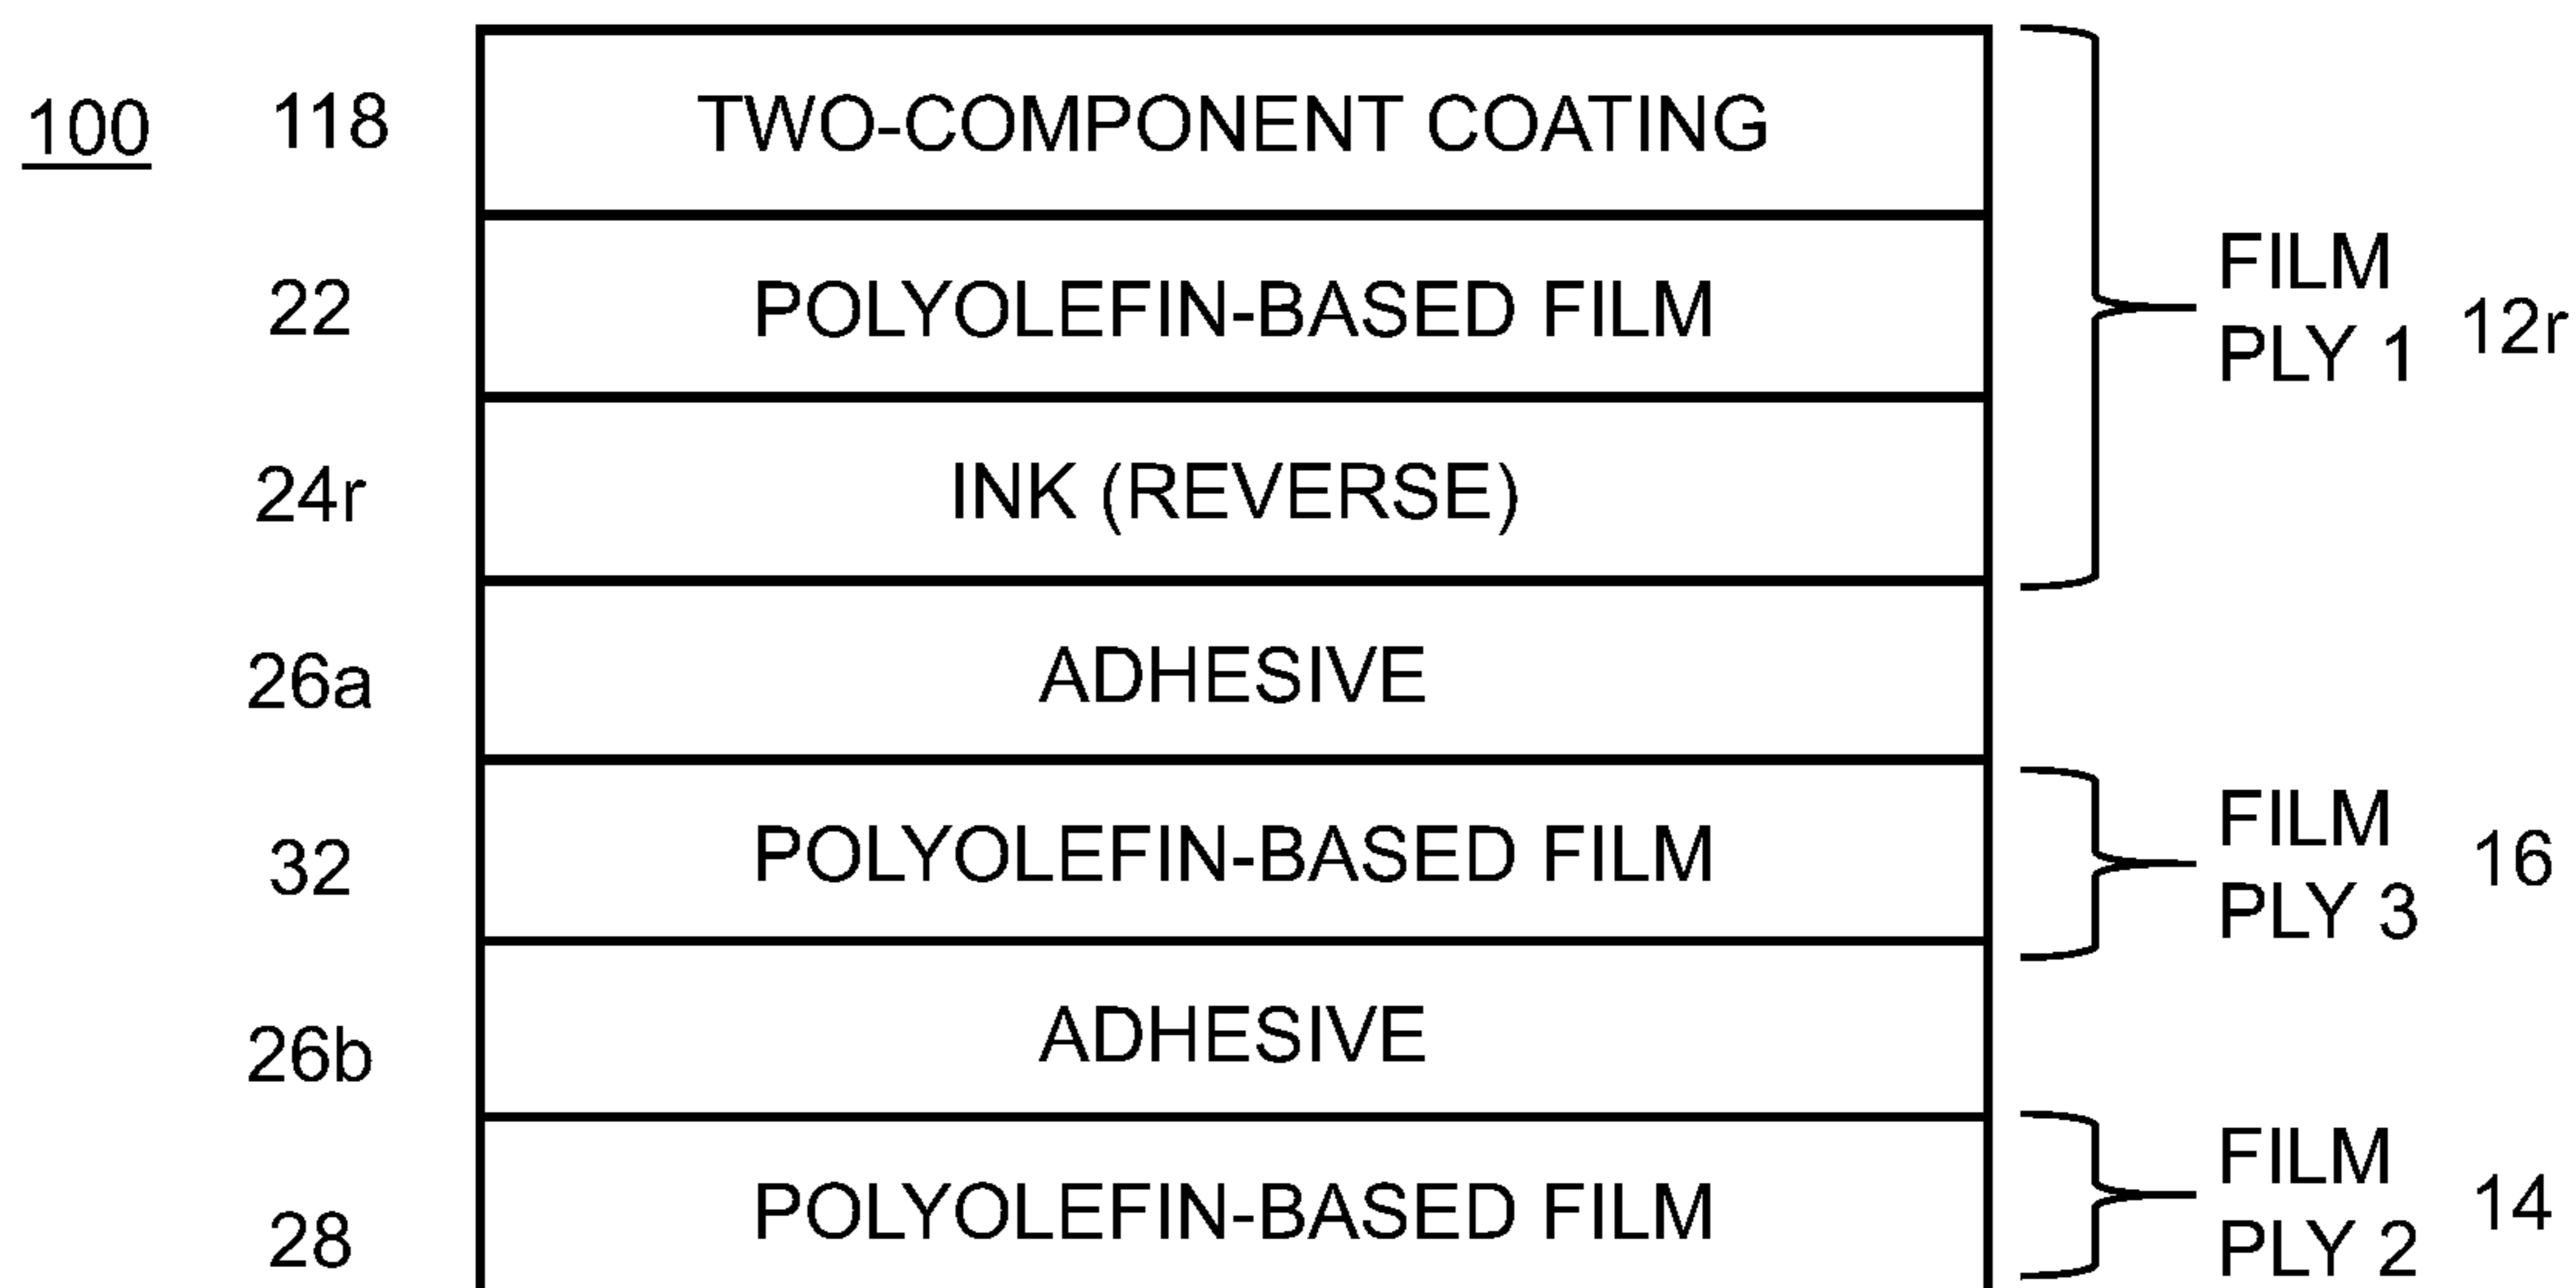 100
118
TWO-COMPONENT COATING
22
POLYOLEFIN-BASED FILM
FILM
PLY 1
12r
24r
INK (REVERSE)
26a
ADHESIVE
32
POLYOLEFIN-BASED FILM
FILM
PLY 3
16
26b
ADHESIVE
28
POLYOLEFIN-BASED FILM
FILM
PLY 2
14